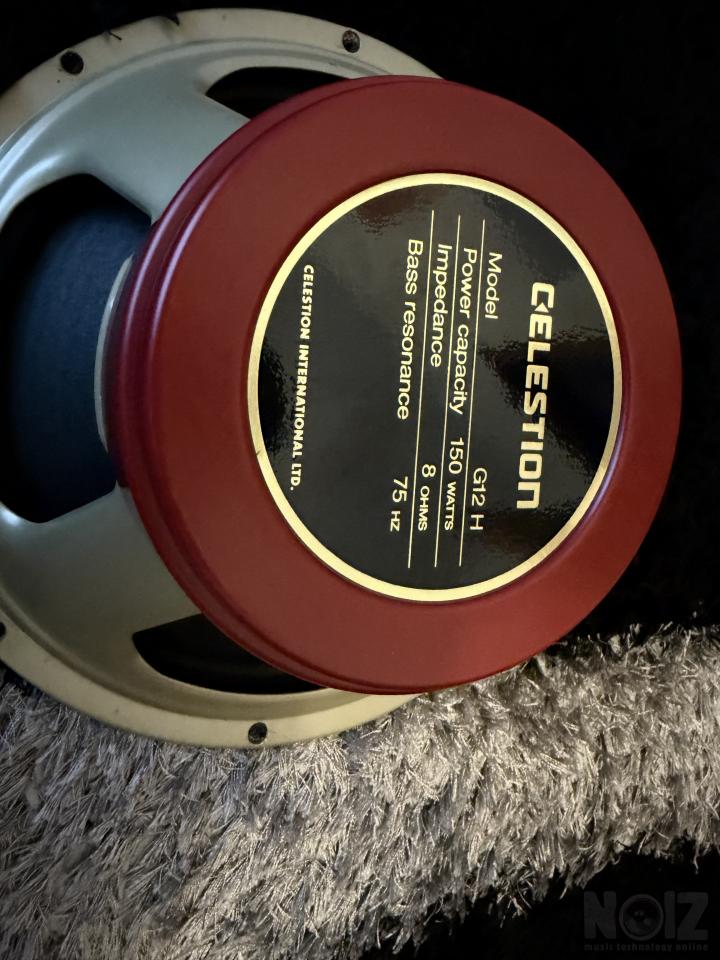 CELESTION
Model G12 H
Power capacity 150 WATTS
Impedance 8 OHMS
Bass resonance 75 HZ
CELESTION INTERNATIONAL LTD.
NOIZ
music technology online